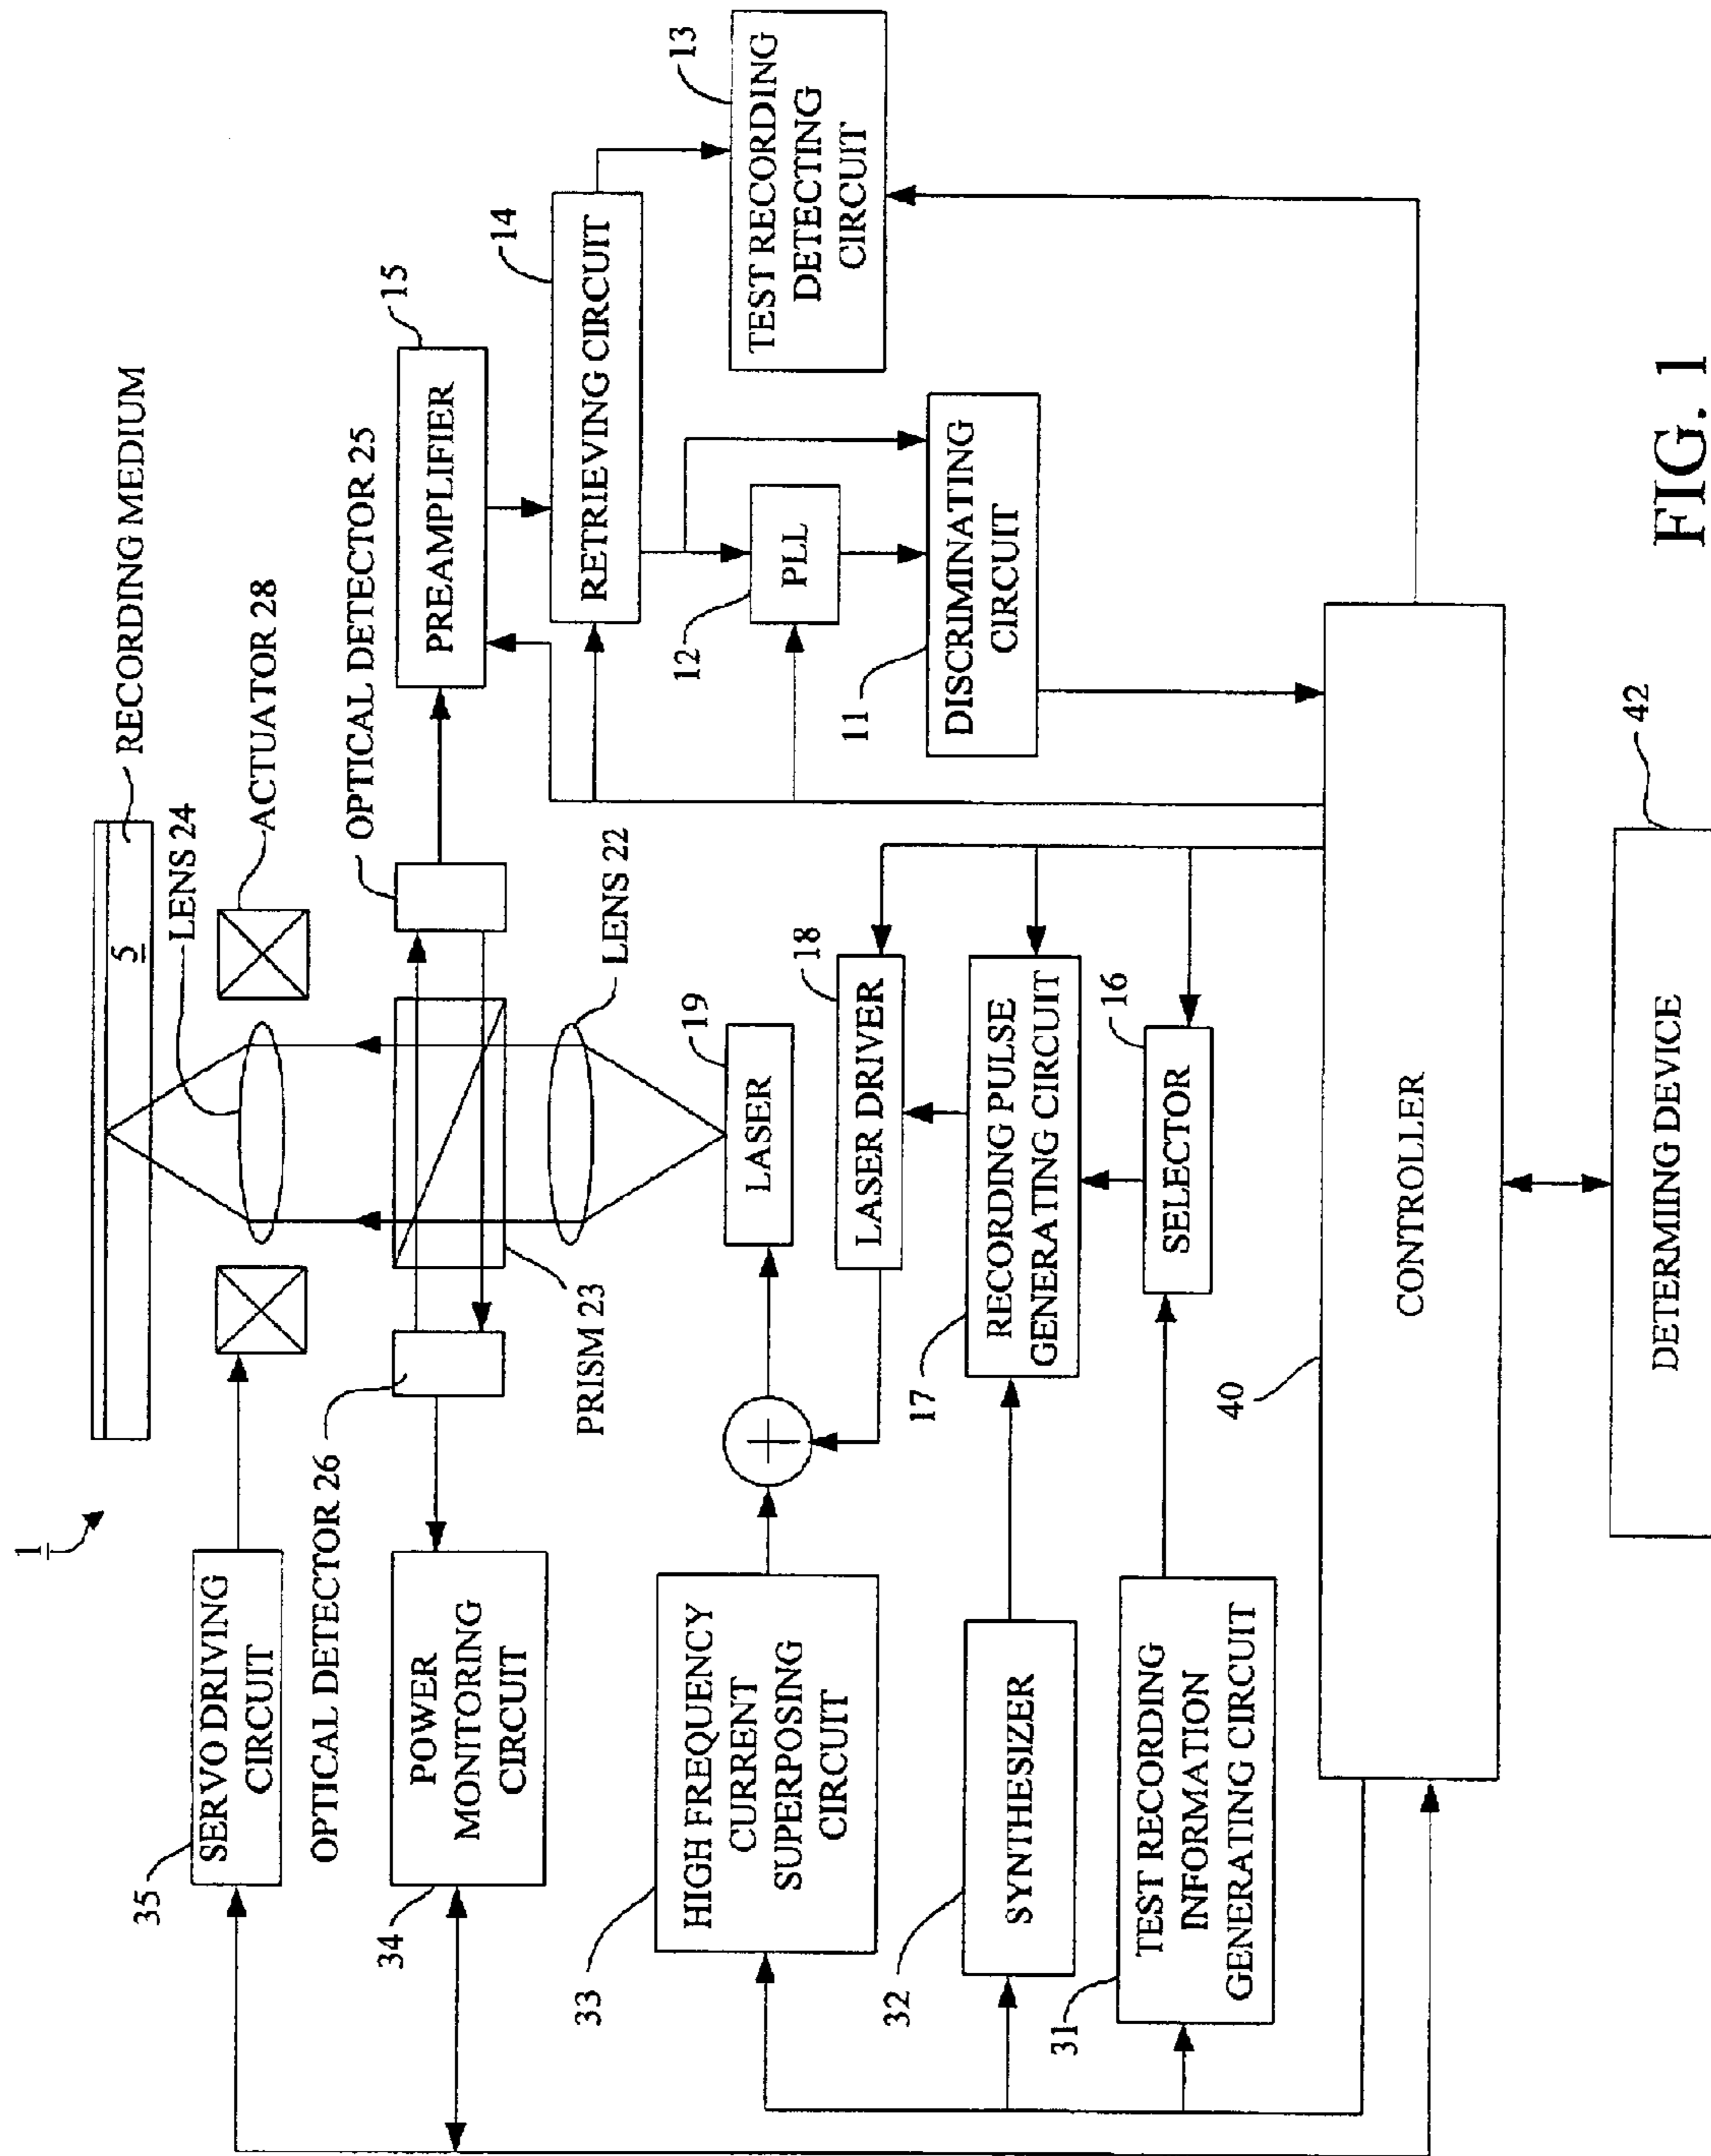 1
RECORDING MEDIUM
5
LENS 24
ACTUATOR 28
35
SERVO DRIVING
CIRCUIT
OPTICAL DETECTOR 26
OPTICAL DETECTOR 25
34
POWER
MONITORING
CIRCUIT
PRISM 23
LENS 22
15
PREAMPLIFIER
14
RETRIEVING CIRCUIT
13
TEST RECORDING
DETECTING
CIRCUIT
12
PLL
11
DISCRIMINATING
CIRCUIT
33
HIGH FREQUENCY
CURRENT
SUPERPOSING
CIRCUIT
19
LASER
18
LASER DRIVER
32
SYNTHESIZER
17
RECORDING PULSE
GENERATING CIRCUIT
31
TEST RECORDING
INFORMATION
GENERATING CIRCUIT
16
SELECTOR
40
CONTROLLER
42
DETERMIING DEVICE
FIG. 1